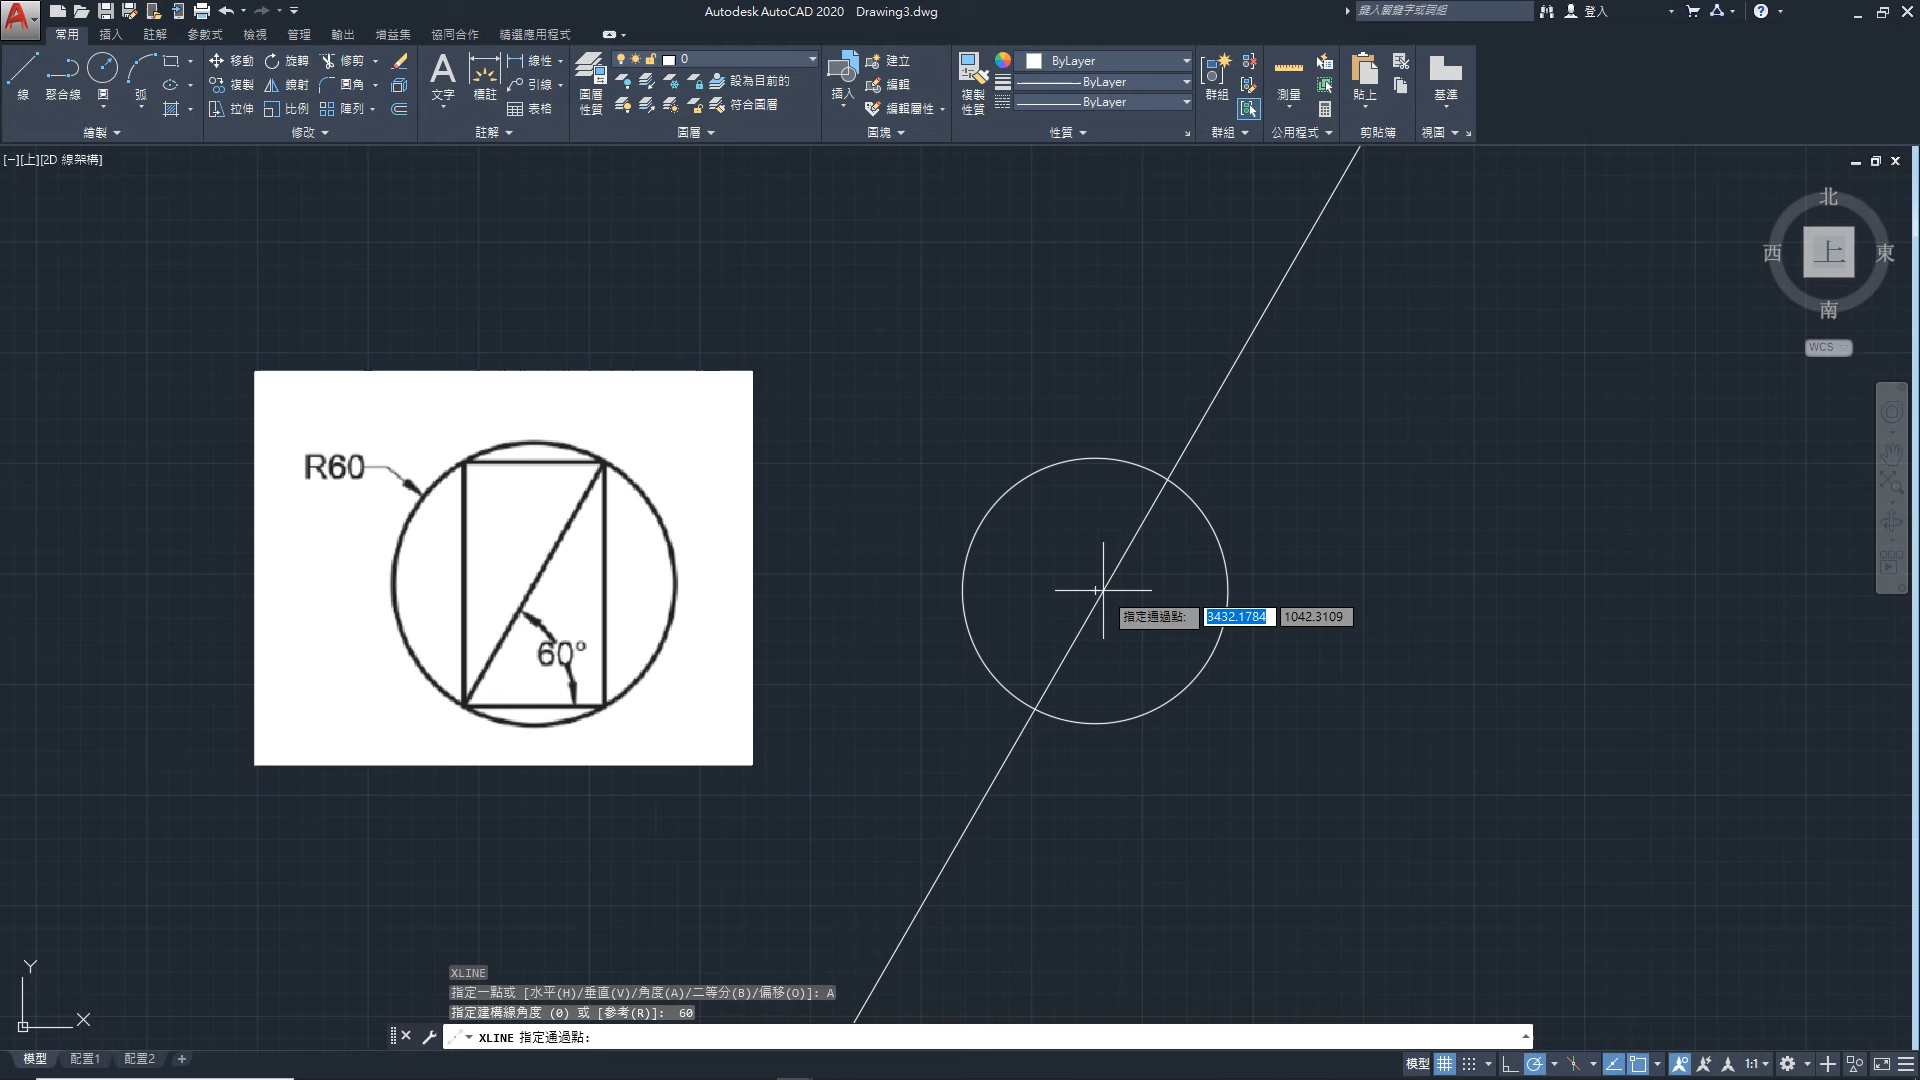 Autodesk AutoCAD 2020 Drawing3.dwg
鍵入關鍵字或詞組
登入
常用 插入 註解 參數式 檢視 管理 輸出 增益集 協同合作 精選應用程式
線 聚合線 圓 弧
移動 旋轉 修剪
複製 鏡射 圓角
拉伸 比例 陣列
文字 標註
線性
引線
表格
圖層
性質
0
設為目前的
符合圖層
插入
建立
編輯
編輯屬性
複製
性質
ByLayer
ByLayer
ByLayer
群組 測量 貼上 基準
繪製 修改 註解 圖層 圖塊 性質 群組 公用程式 剪貼簿 視圖
[−][上][2D 線架構]
北
西 上 東
南
WCS
R60
60°
指定通過點: 3432.1784 1042.3109
Y
X
XLINE
指定一點或 [水平(H)/垂直(V)/角度(A)/二等分(B)/偏移(O)]: A
指定建構線角度 (0) 或 [參考(R)]: 60
XLINE 指定通過點:
模型 配置1 配置2 +
模型 1:1